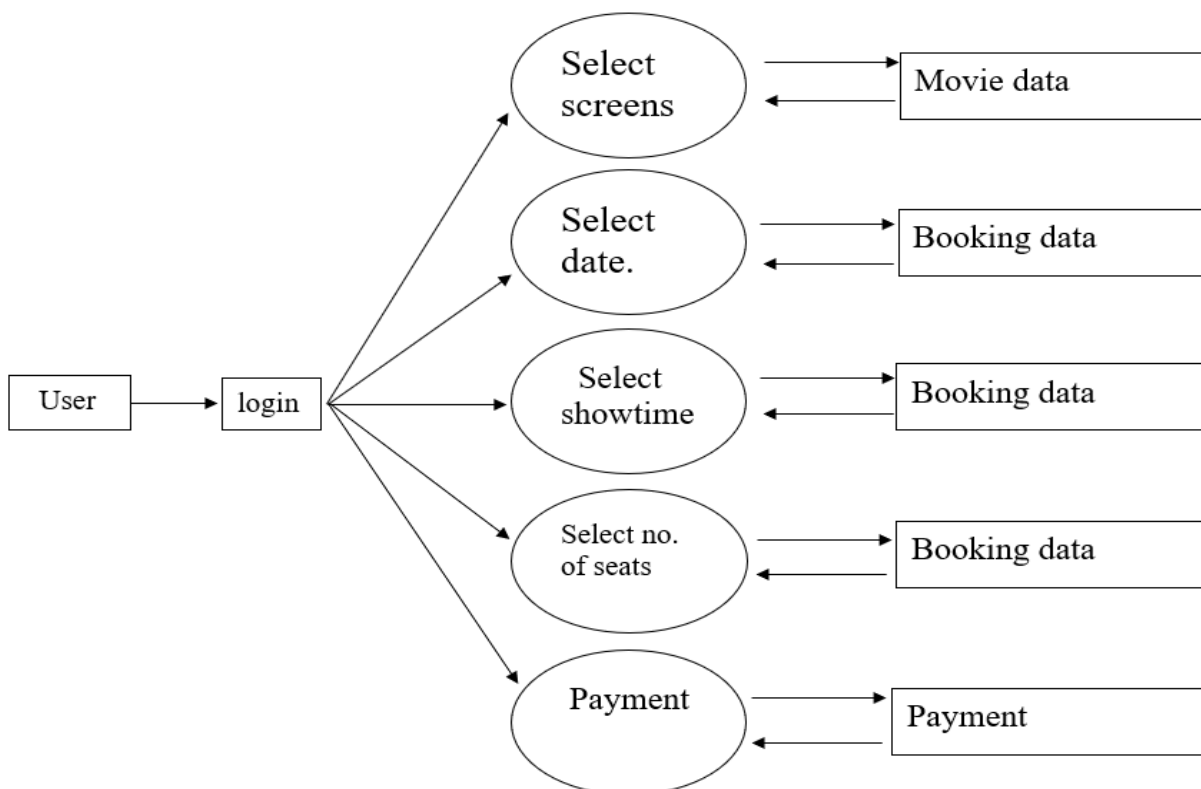 Select
screens
Movie data
Select
date.
Booking data
User
login
Select
showtime
Booking data
Select no.
of seats
Booking data
Payment
Payment